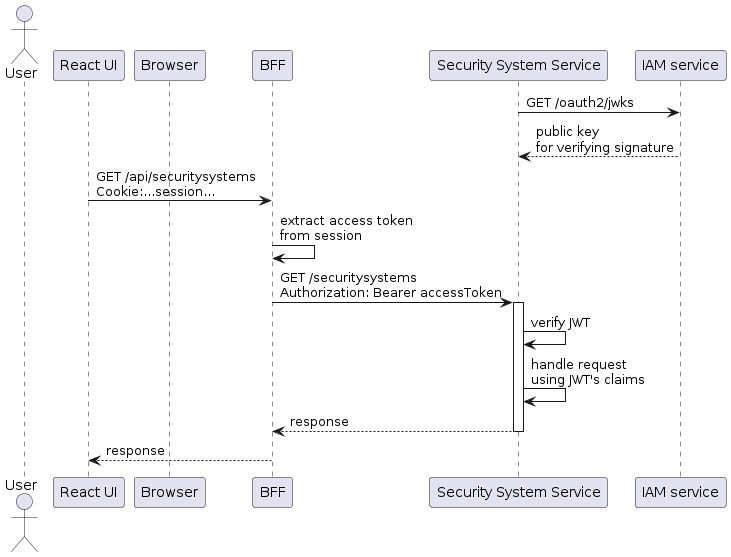 User
React UI
Browser
BFF
Security System Service
IAM service
GET /oauth2/jwks
public key
for verifying signature
GET /api/securitysystems
Cookie:...session...
extract access token
from session
GET /securitysystems
Authorization: Bearer accessToken
verify JWT
handle request
using JWT's claims
response
response
User
React UI
Browser
BFF
Security System Service
IAM service